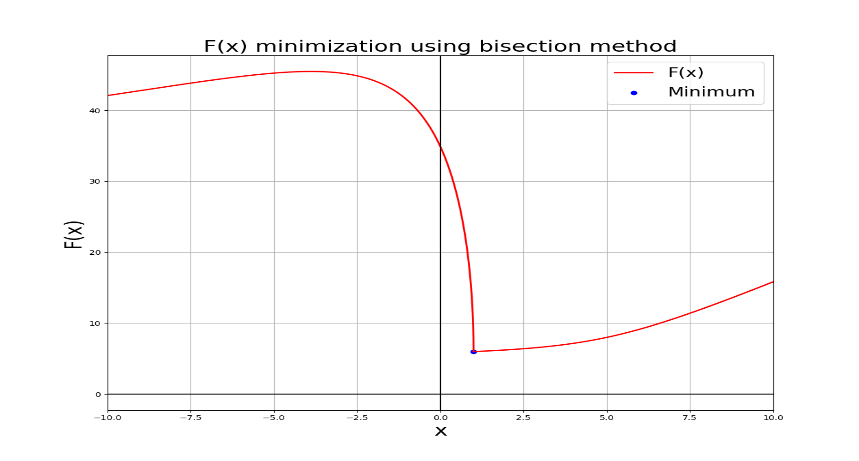 F(x) minimization using bisection method
F(x)
Minimum
40
30
20
10
0
F(x)
−10.0 −7.5 −5.0 −2.5 0.0 2.5 5.0 7.5 10.0
x